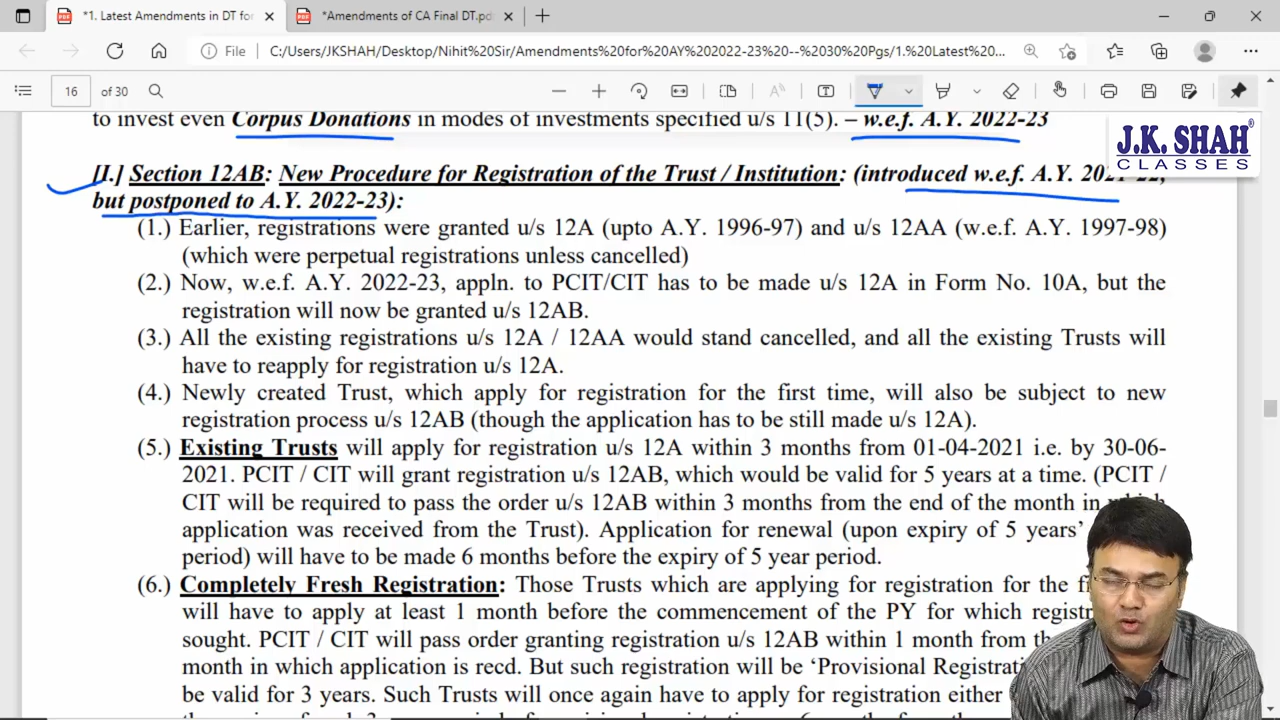 *1. Latest Amendments in DT for
*Amendments of CA Final DT.pd
File C:/Users/JKSHAH/Desktop/Nihit%20Sir/Amendments%20for%20AY%202022-23%20--%2030%20Pgs/1.%20Latest%20...
16 of 30
to invest even Corpus Donations in modes of investments specified u/s 11(5). – w.e.f. A.Y. 2022-23
J.K. SHAH
CLASSES
[I.] Section 12AB: New Procedure for Registration of the Trust / Institution: (introduced w.e.f. A.Y. 2021-22,
but postponed to A.Y. 2022-23):
(1.) Earlier, registrations were granted u/s 12A (upto A.Y. 1996-97) and u/s 12AA (w.e.f. A.Y. 1997-98)
(which were perpetual registrations unless cancelled)
(2.) Now, w.e.f. A.Y. 2022-23, appln. to PCIT/CIT has to be made u/s 12A in Form No. 10A, but the
registration will now be granted u/s 12AB.
(3.) All the existing registrations u/s 12A / 12AA would stand cancelled, and all the existing Trusts will
have to reapply for registration u/s 12A.
(4.) Newly created Trust, which apply for registration for the first time, will also be subject to new
registration process u/s 12AB (though the application has to be still made u/s 12A).
(5.) Existing Trusts will apply for registration u/s 12A within 3 months from 01-04-2021 i.e. by 30-06-
2021. PCIT / CIT will grant registration u/s 12AB, which would be valid for 5 years at a time. (PCIT /
CIT will be required to pass the order u/s 12AB within 3 months from the end of the month in which
application was received from the Trust). Application for renewal (upon expiry of 5 years’
period) will have to be made 6 months before the expiry of 5 year period.
(6.) Completely Fresh Registration: Those Trusts which are applying for registration for the
will have to apply at least 1 month before the commencement of the PY for which
sought. PCIT / CIT will pass order granting registration u/s 12AB within 1 month from
month in which application is recd. But such registration will be ‘Provisional
be valid for 3 years. Such Trusts will once again have to apply for registration either